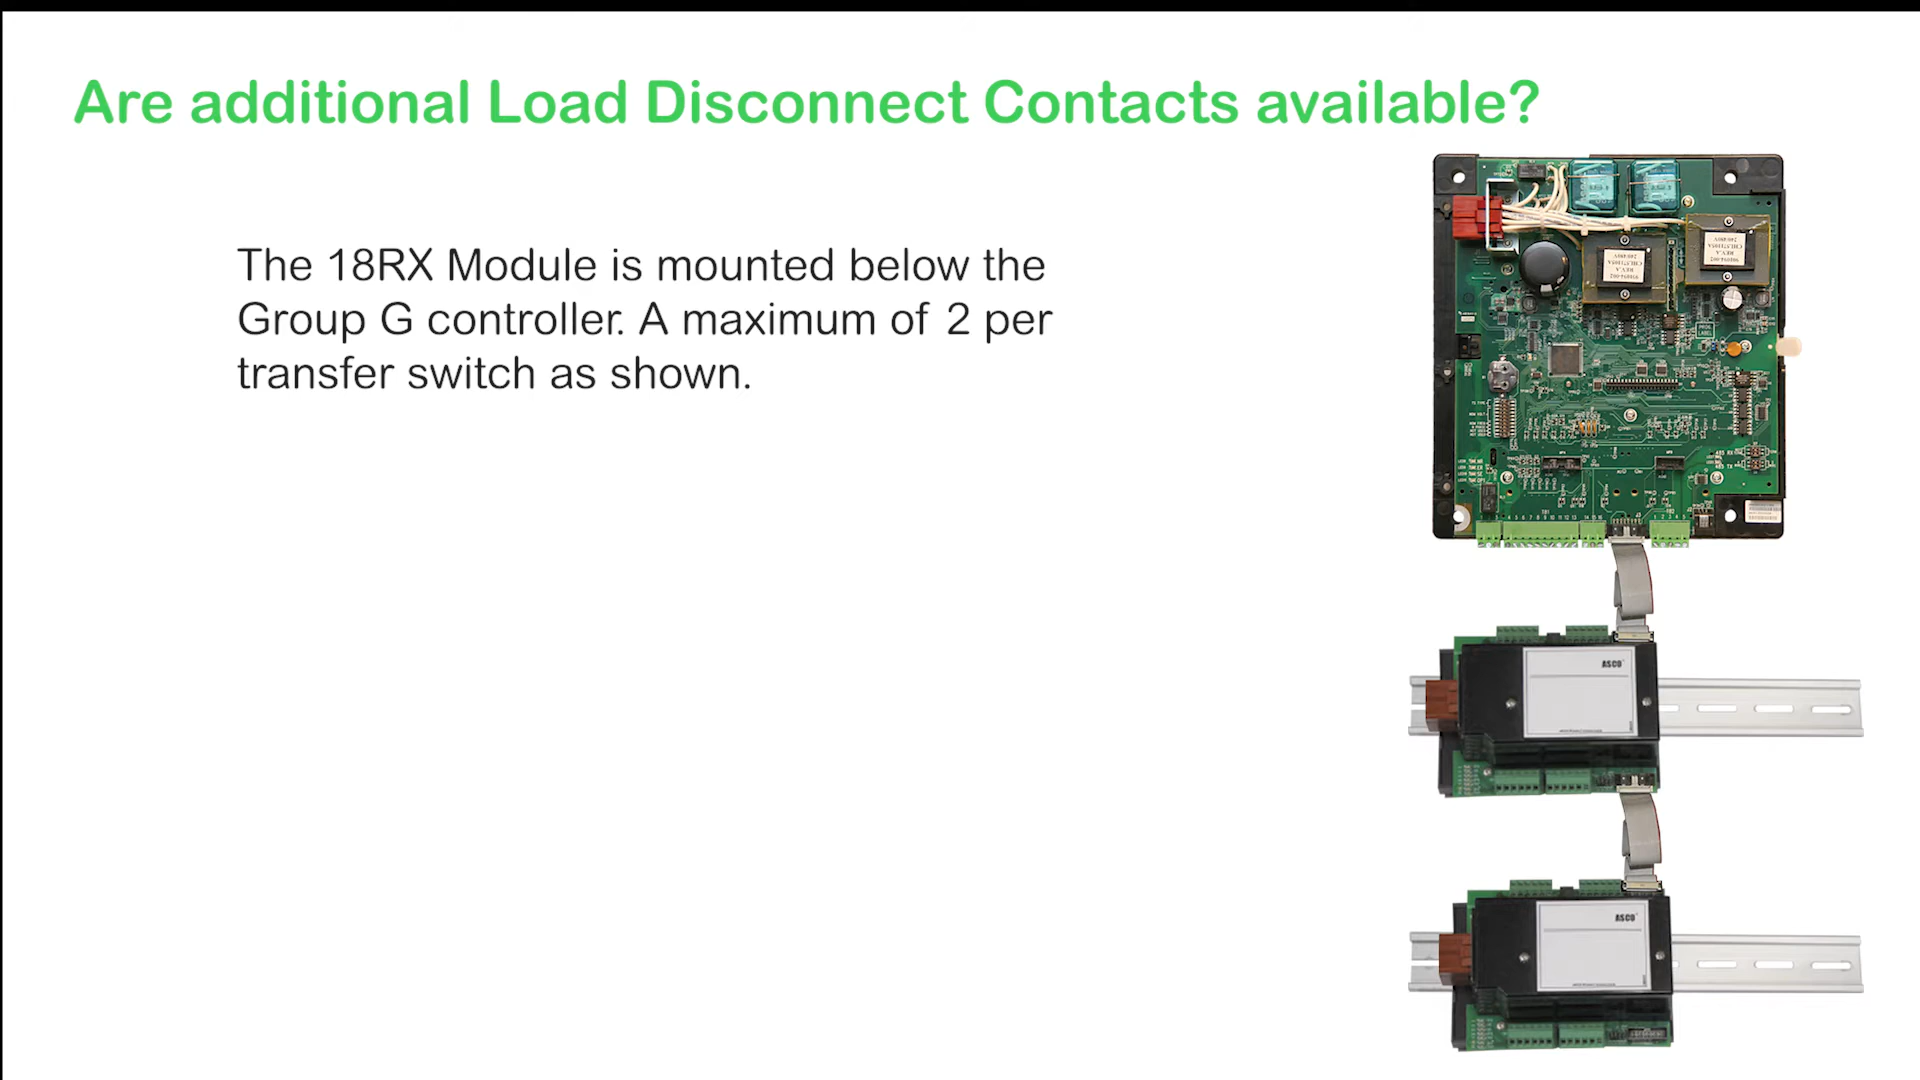 Are additional Load Disconnect Contacts available?
The 18RX Module is mounted below the
Group G controller. A maximum of 2 per
transfer switch as shown.
ASCO
ASCO